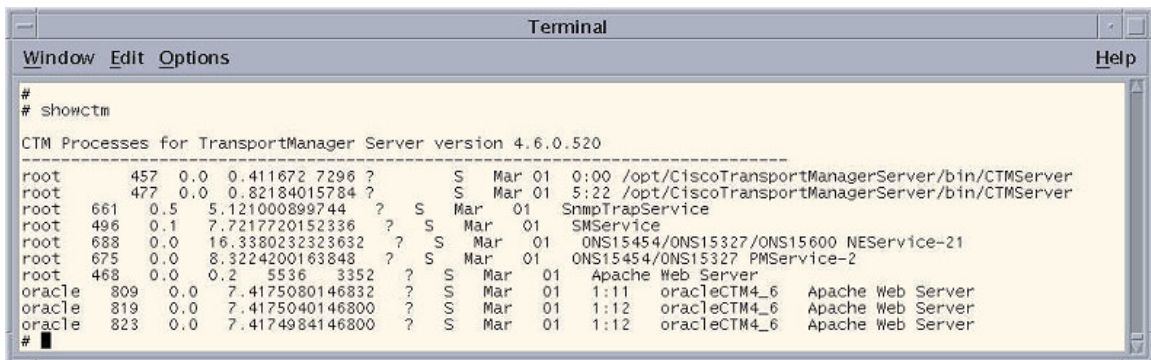 Terminal
Window Edit Options Help
#
# showctm
CTM Processes for TransportManager Server version 4.6.0.520
--------------------------------------------------------------------------------
root 457 0.0 0.411672 7296 ? S Mar 01 0:00 /opt/CiscoTransportManagerServer/bin/CTMServer
root 477 0.0 0.82184015784 ? S Mar 01 5:22 /opt/CiscoTransportManagerServer/bin/CTMServer
root 661 0.5 5.121000899744 ? S Mar 01 SnmpTrapService
root 496 0.1 7.7217720152336 ? S Mar 01 SMService
root 688 0.0 16.3380232323632 ? S Mar 01 ONS15454/ONS15327/ONS15600 NEService-21
root 675 0.0 8.3224200163848 ? S Mar 01 ONS15454/ONS15327 PMService-2
root 468 0.0 0.2 5536 3352 ? S Mar 01 Apache Web Server
oracle 809 0.0 7.4175080146832 ? S Mar 01 1:11 oracleCTM4_6 Apache Web Server
oracle 819 0.0 7.4175040146800 ? S Mar 01 1:12 oracleCTM4_6 Apache Web Server
oracle 823 0.0 7.4174984146800 ? S Mar 01 1:12 oracleCTM4_6 Apache Web Server
#